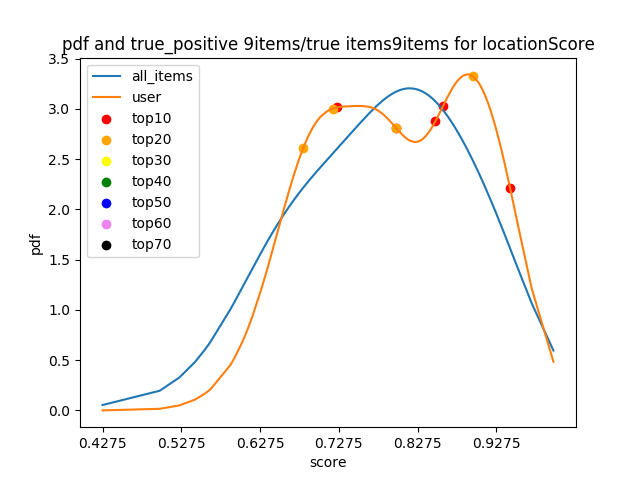 pdf and true_positive 9items/true items9items for locationScore
all_items
user
top10
top20
top30
top40
top50
top60
top70
3.5
3.0
2.5
2.0
1.5
1.0
0.5
0.0
pdf
0.4275 0.5275 0.6275 0.7275 0.8275 0.9275
score